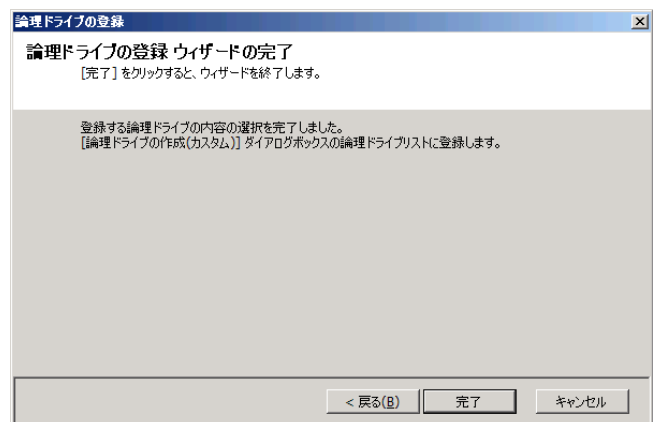 論理ドライブの登録
論理ドライブの登録 ウィザードの完了
[完了] をクリックすると、ウィザードを終了します。
登録する論理ドライブの内容の選択を完了しました。
[論理ドライブの作成(カスタム)] ダイアログボックスの論理ドライブリストに登録します。
< 戻る(B) 完了 キャンセル